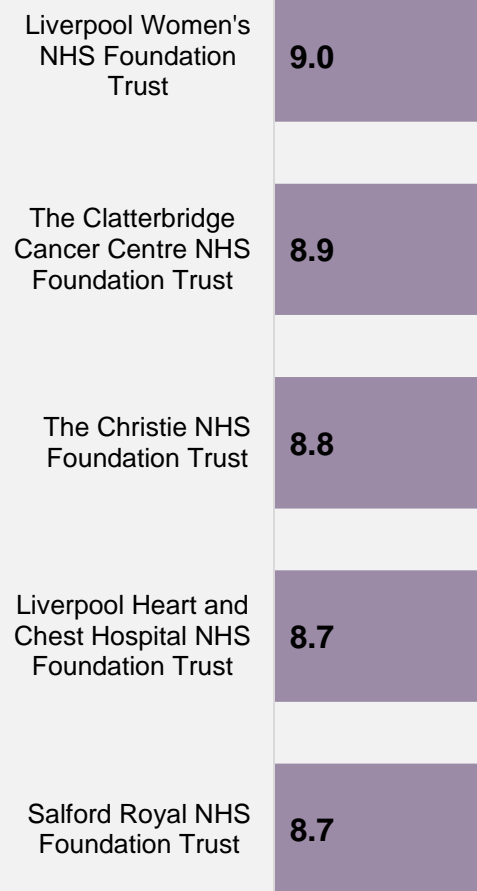 Liverpool Women's
NHS Foundation
Trust
9.0
The Clatterbridge
Cancer Centre NHS
Foundation Trust
8.9
The Christie NHS
Foundation Trust
8.8
Liverpool Heart and
Chest Hospital NHS
Foundation Trust
8.7
Salford Royal NHS
Foundation Trust
8.7